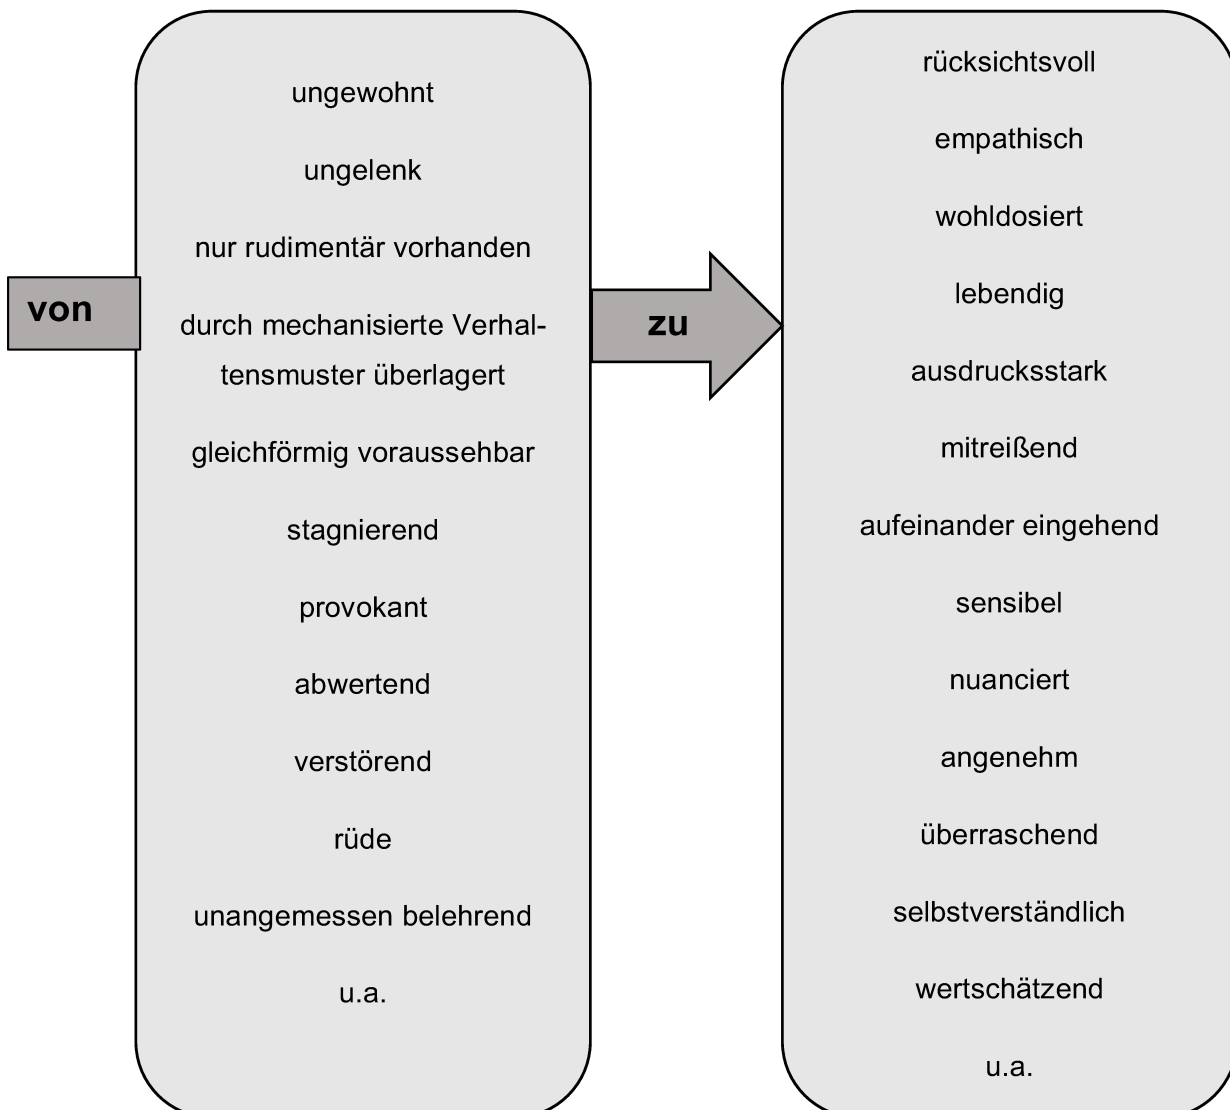 von
ungewohnt
ungelenk
nur rudimentär vorhanden
durch mechanisierte Verhal-
tensmuster überlagert
gleichförmig voraussehbar
stagnierend
provokant
abwertend
verstörend
rüde
unangemessen belehrend
u.a.
zu
rücksichtsvoll
empathisch
wohldosiert
lebendig
ausdrucksstark
mitreißend
aufeinander eingehend
sensibel
nuanciert
angenehm
überraschend
selbstverständlich
wertschätzend
u.a.